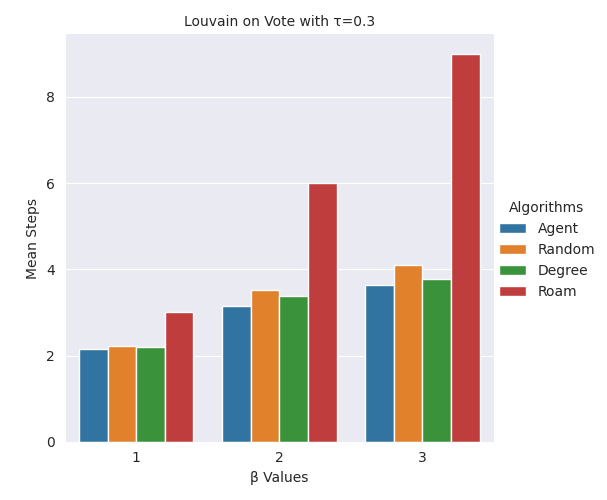 Louvain on Vote with τ=0.3
Mean Steps
8
6
4
2
0
1 2 3
β Values
Algorithms
Agent
Random
Degree
Roam